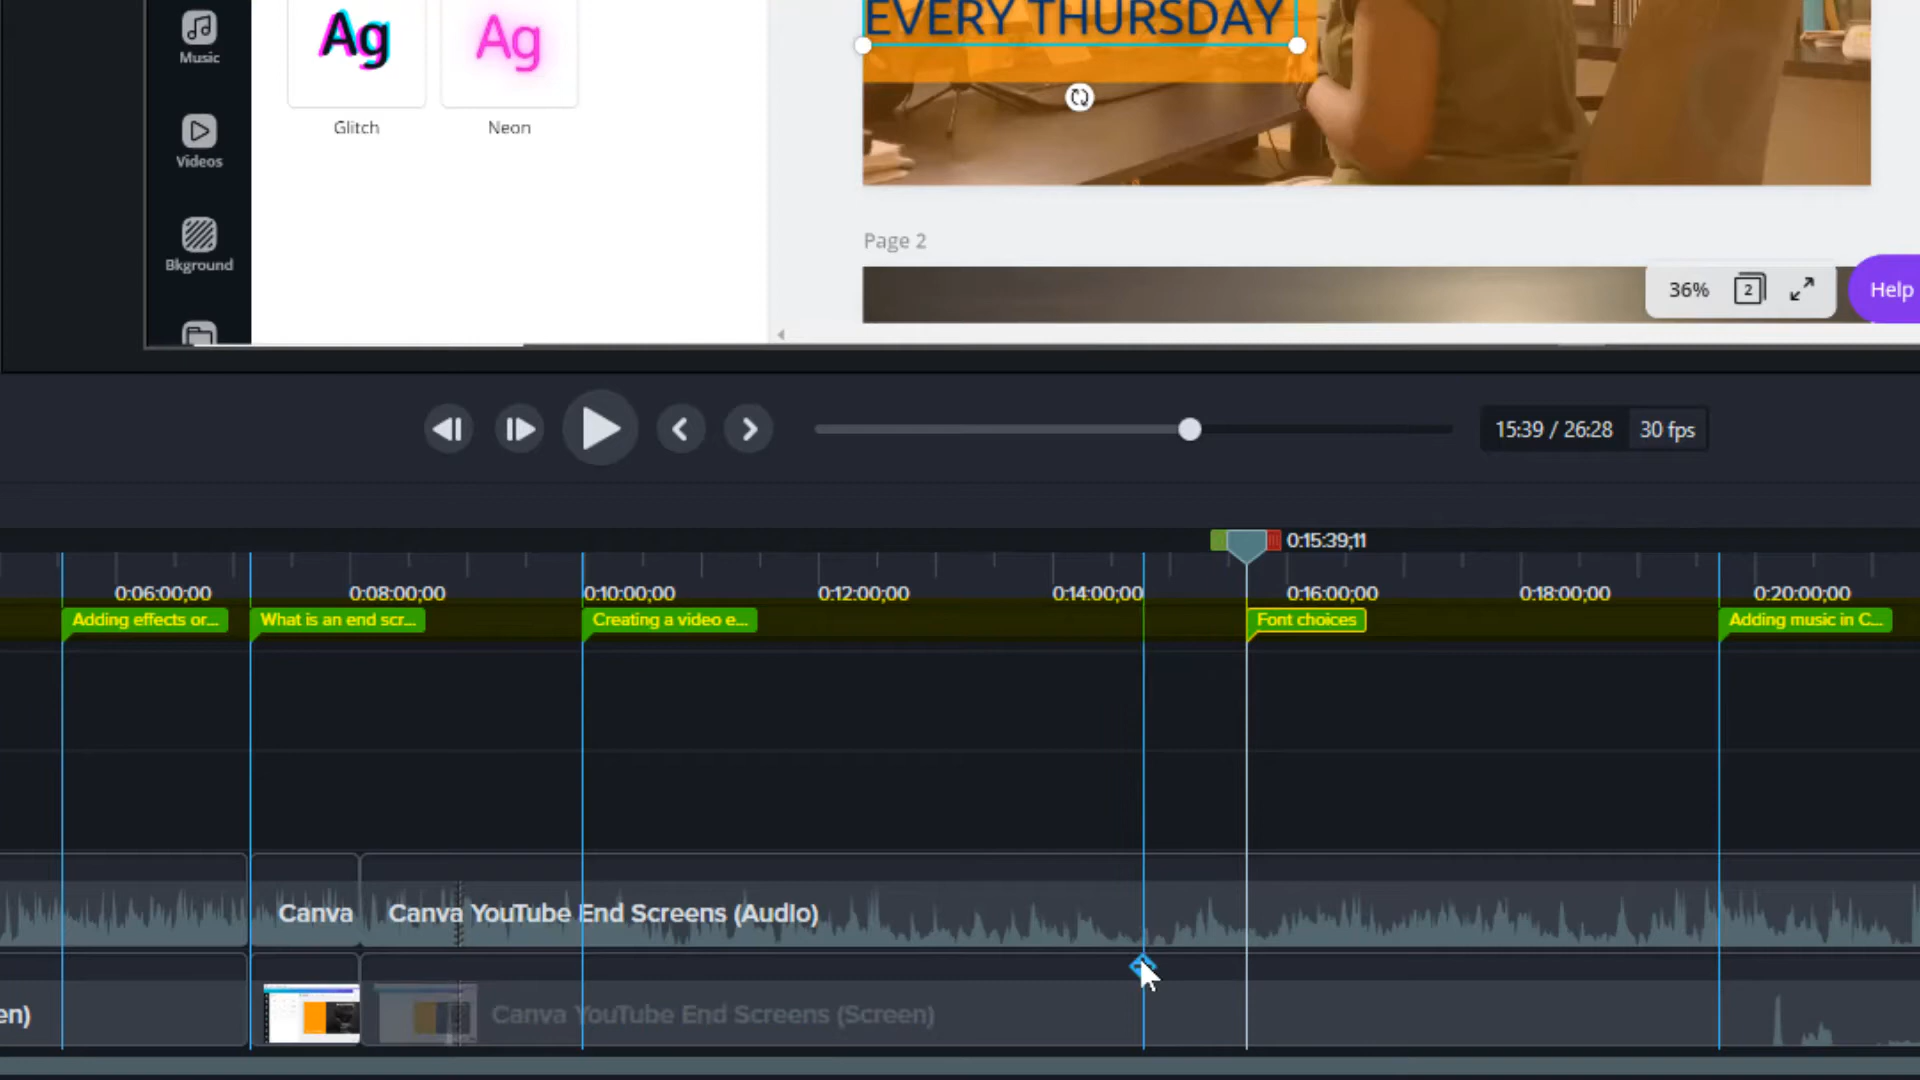 EVERY THURSDAY
Ag Ag
Music
Glitch Neon
Videos
Bkground
Page 2
36% 2 Help
15:39 / 26:28 30 fps
0:15:39;11
0:06:00;00 0:08:00;00 0:10:00;00 0:12:00;00 0:14:00;00 0:16:00;00 0:18:00;00 0:20:00;00
Adding effects or... What is an end scr... Creating a video e... Font choices Adding music in C...
Canva Canva YouTube End Screens (Audio)
en) Canva YouTube End Screens (Screen)